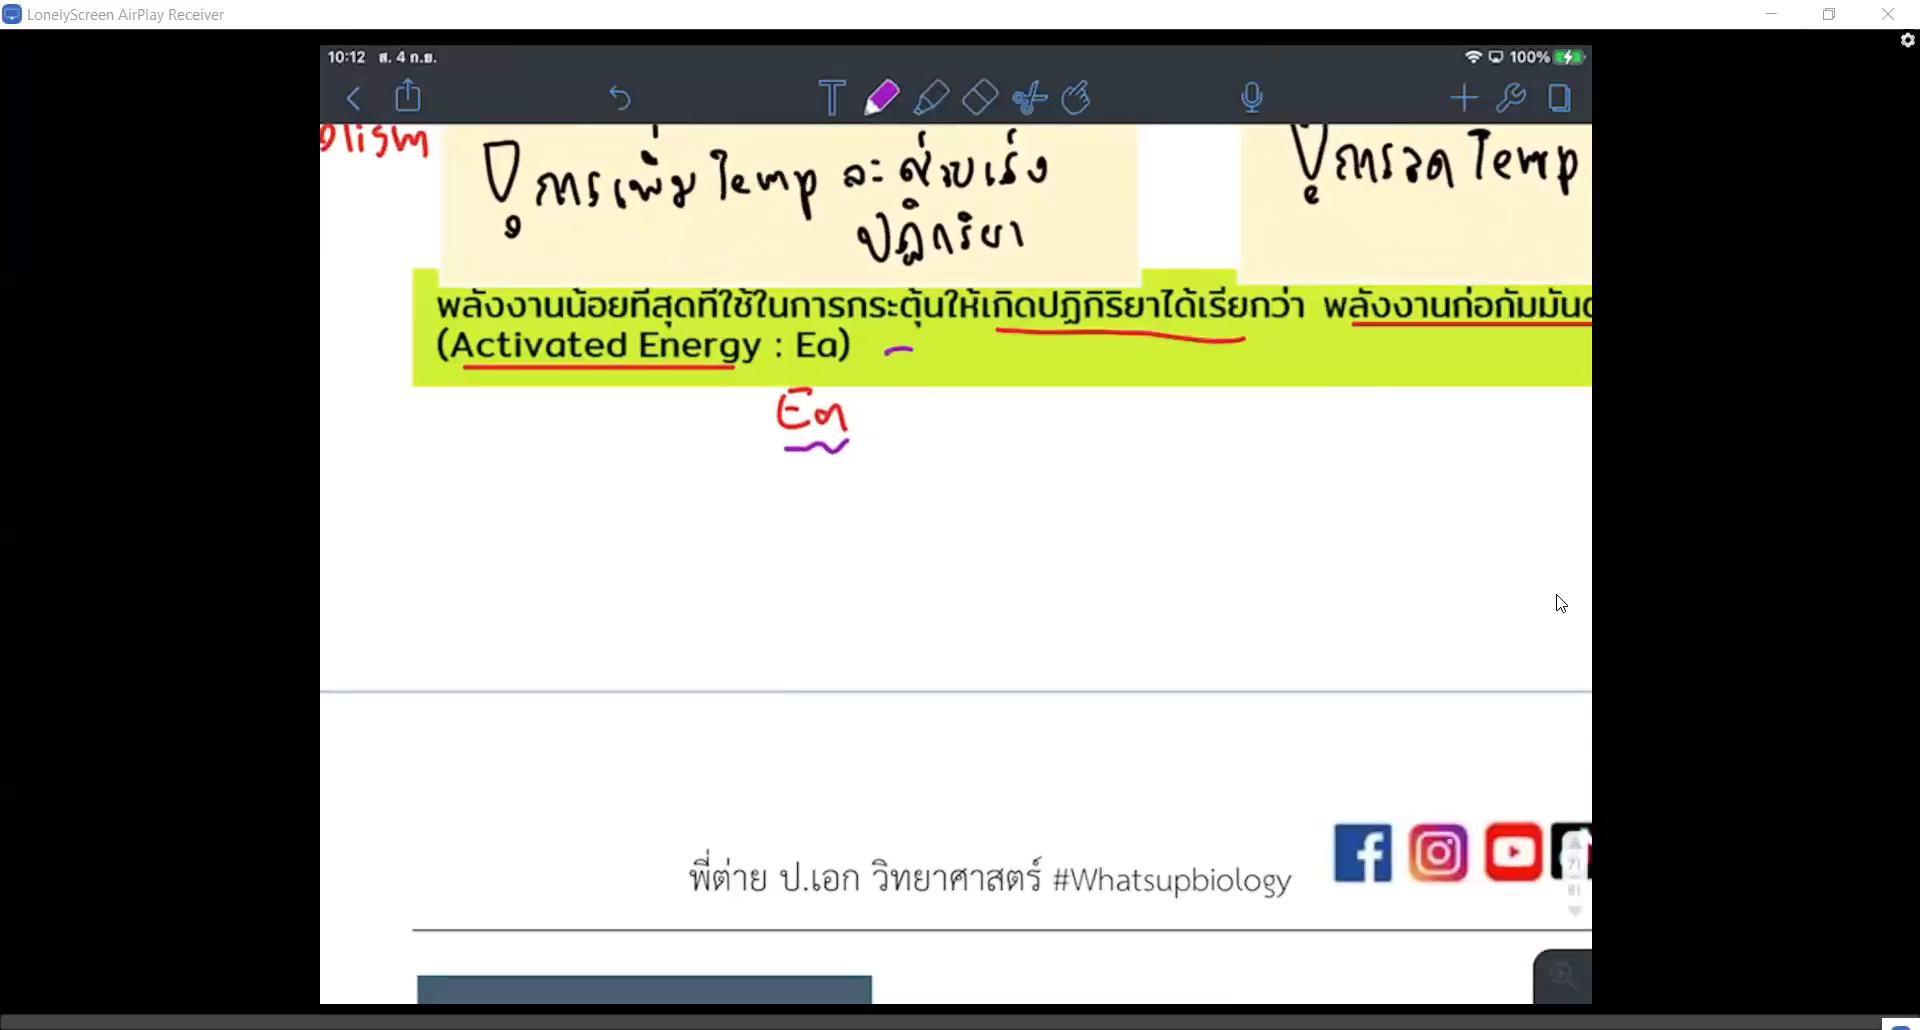 LonelyScreen AirPlay Receiver
10:12 ส. 4 ก.ย.
100%
olism
การเพิ่ม Temp จะช่วยเร่ง
ปฏิกริยา
การลด Temp
พลังงานน้อยที่สุดที่ใช้ในการกระตุ้นให้เกิดปฏิกิริยาได้เรียกว่า พลังงานก่อกัมมันต
(Activated Energy : Ea)
Ea
พี่ต่าย ป.เอก วิทยาศาสตร์ #Whatsupbiology
71
81